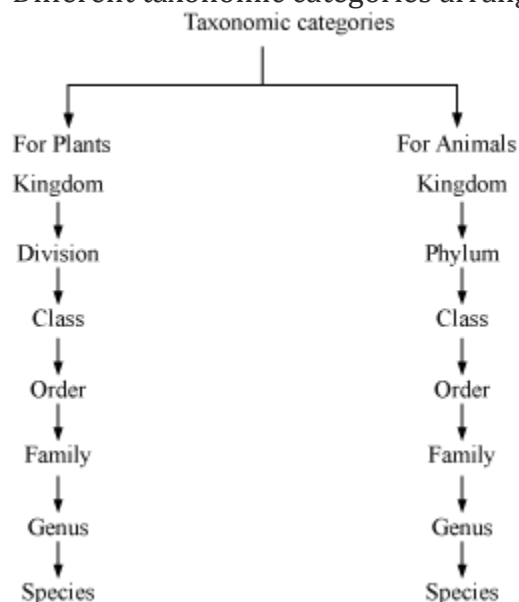 Different taxonomic categories arrang
Taxonomic categories
For Plants
Kingdom
Division
Class
Order
Family
Genus
Species
For Animals
Kingdom
Phylum
Class
Order
Family
Genus
Species